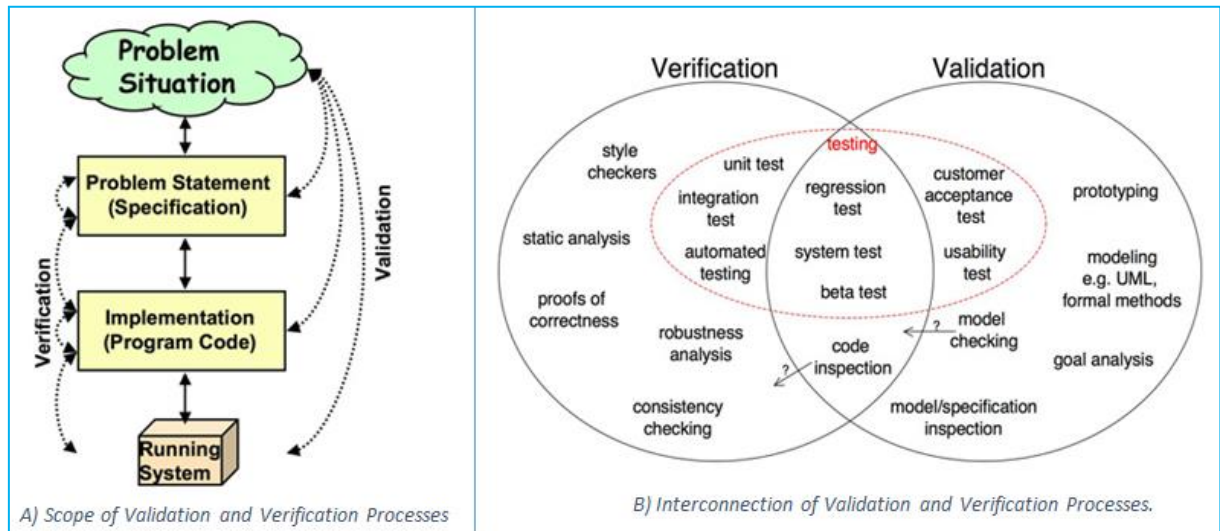 Problem
Situation
Problem Statement
(Specification)
Implementation
(Program Code)
Running
System
Verification
Validation
A) Scope of Validation and Verification Processes
Verification
Validation
testing
style
checkers
unit test
integration
test
static analysis
automated
testing
proofs of
correctness
robustness
analysis
consistency
checking
regression
test
system test
beta test
code
inspection
?
customer
acceptance
test
usability
test
?
model
checking
prototyping
modeling
e.g. UML,
formal methods
goal analysis
model/specification
inspection
B) Interconnection of Validation and Verification Processes.